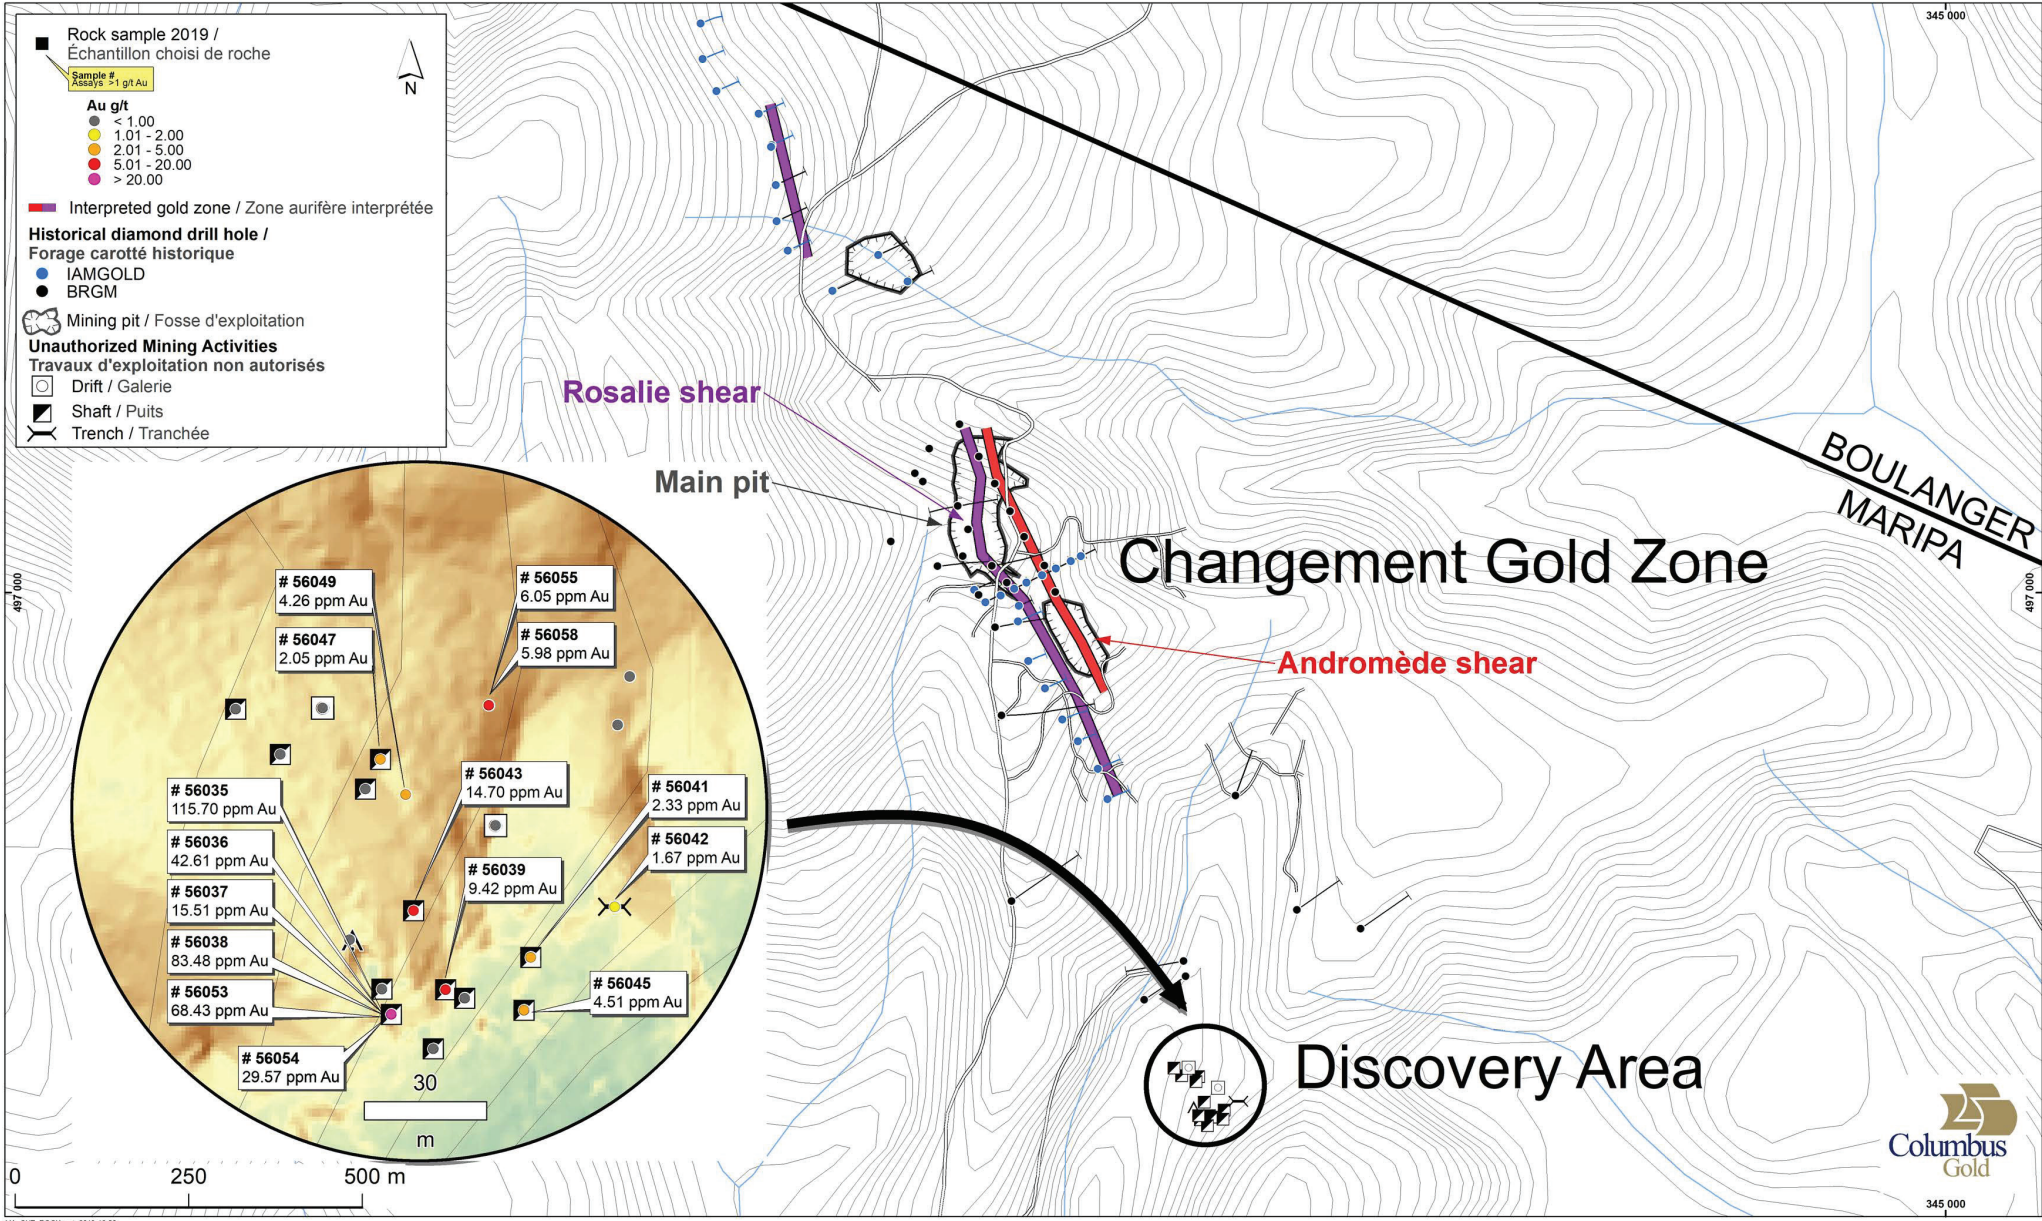 Rock sample 2019 /
Échantillon choisi de roche
Sample #
Assays >1 g/t Au
N
Au g/t
< 1.00
1.01 - 2.00
2.01 - 5.00
5.01 - 20.00
> 20.00
Interpreted gold zone / Zone aurifère interprétée
Historical diamond drill hole /
Forage carotté historique
IAMGOLD
BRGM
Mining pit / Fosse d'exploitation
Unauthorized Mining Activities
Travaux d'exploitation non autorisés
Drift / Galerie
Shaft / Puits
Trench / Tranchée
345 000
Rosalie shear
Main pit
BOULANGER
MARIPA
Changement Gold Zone
497 000
497 000
Andromède shear
# 56049
4.26 ppm Au
# 56055
6.05 ppm Au
# 56047
2.05 ppm Au
# 56058
5.98 ppm Au
# 56035
115.70 ppm Au
# 56043
14.70 ppm Au
# 56041
2.33 ppm Au
# 56036
42.61 ppm Au
# 56042
1.67 ppm Au
# 56037
15.51 ppm Au
# 56039
9.42 ppm Au
# 56038
83.48 ppm Au
# 56053
68.43 ppm Au
# 56045
4.51 ppm Au
# 56054
29.57 ppm Au
30
m
Discovery Area
0 250 500 m
Columbus
Gold
345 000